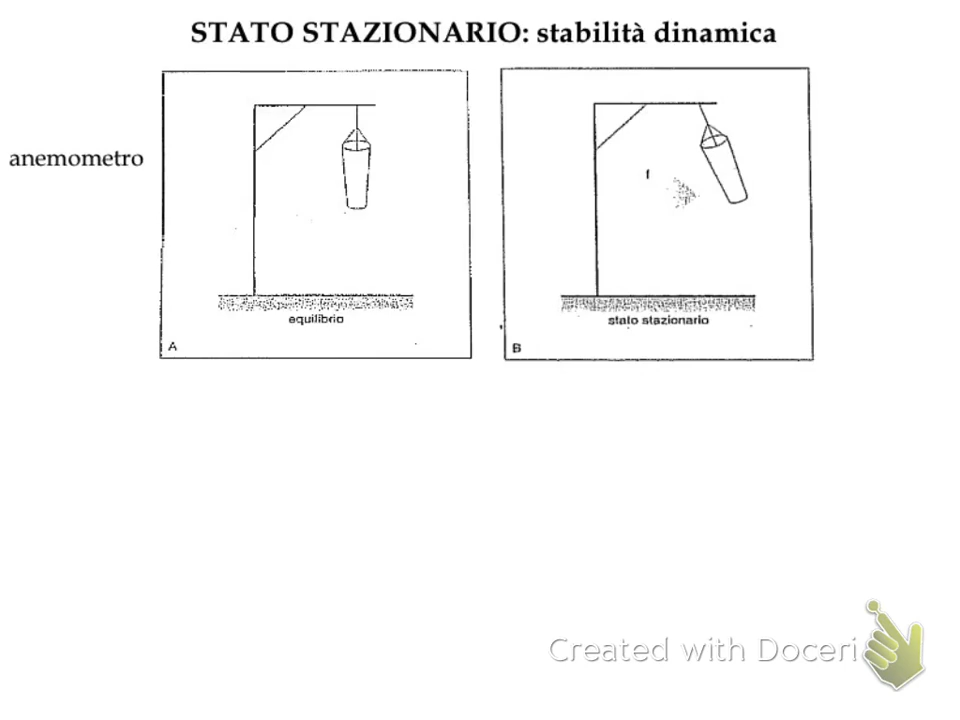 STATO STAZIONARIO: stabilità dinamica
anemometro
f
equilibrio
stato stazionario
A
B
Created with Doceri